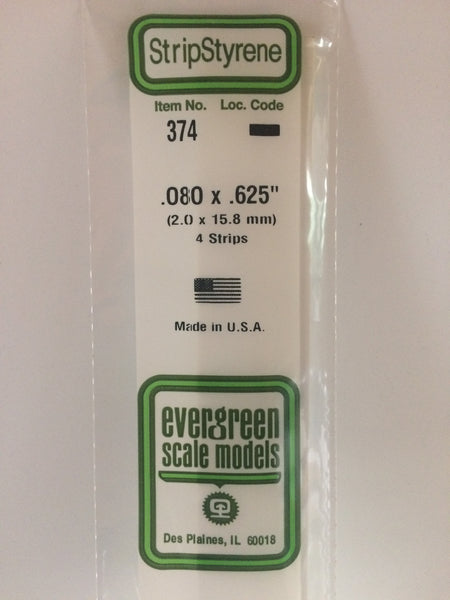 StripStyrene
Item No. Loc. Code
374
.080 x .625"
(2.0 x 15.8 mm)
4 Strips
Made in U.S.A.
evergreen
scale models
Des Plaines, IL 60018